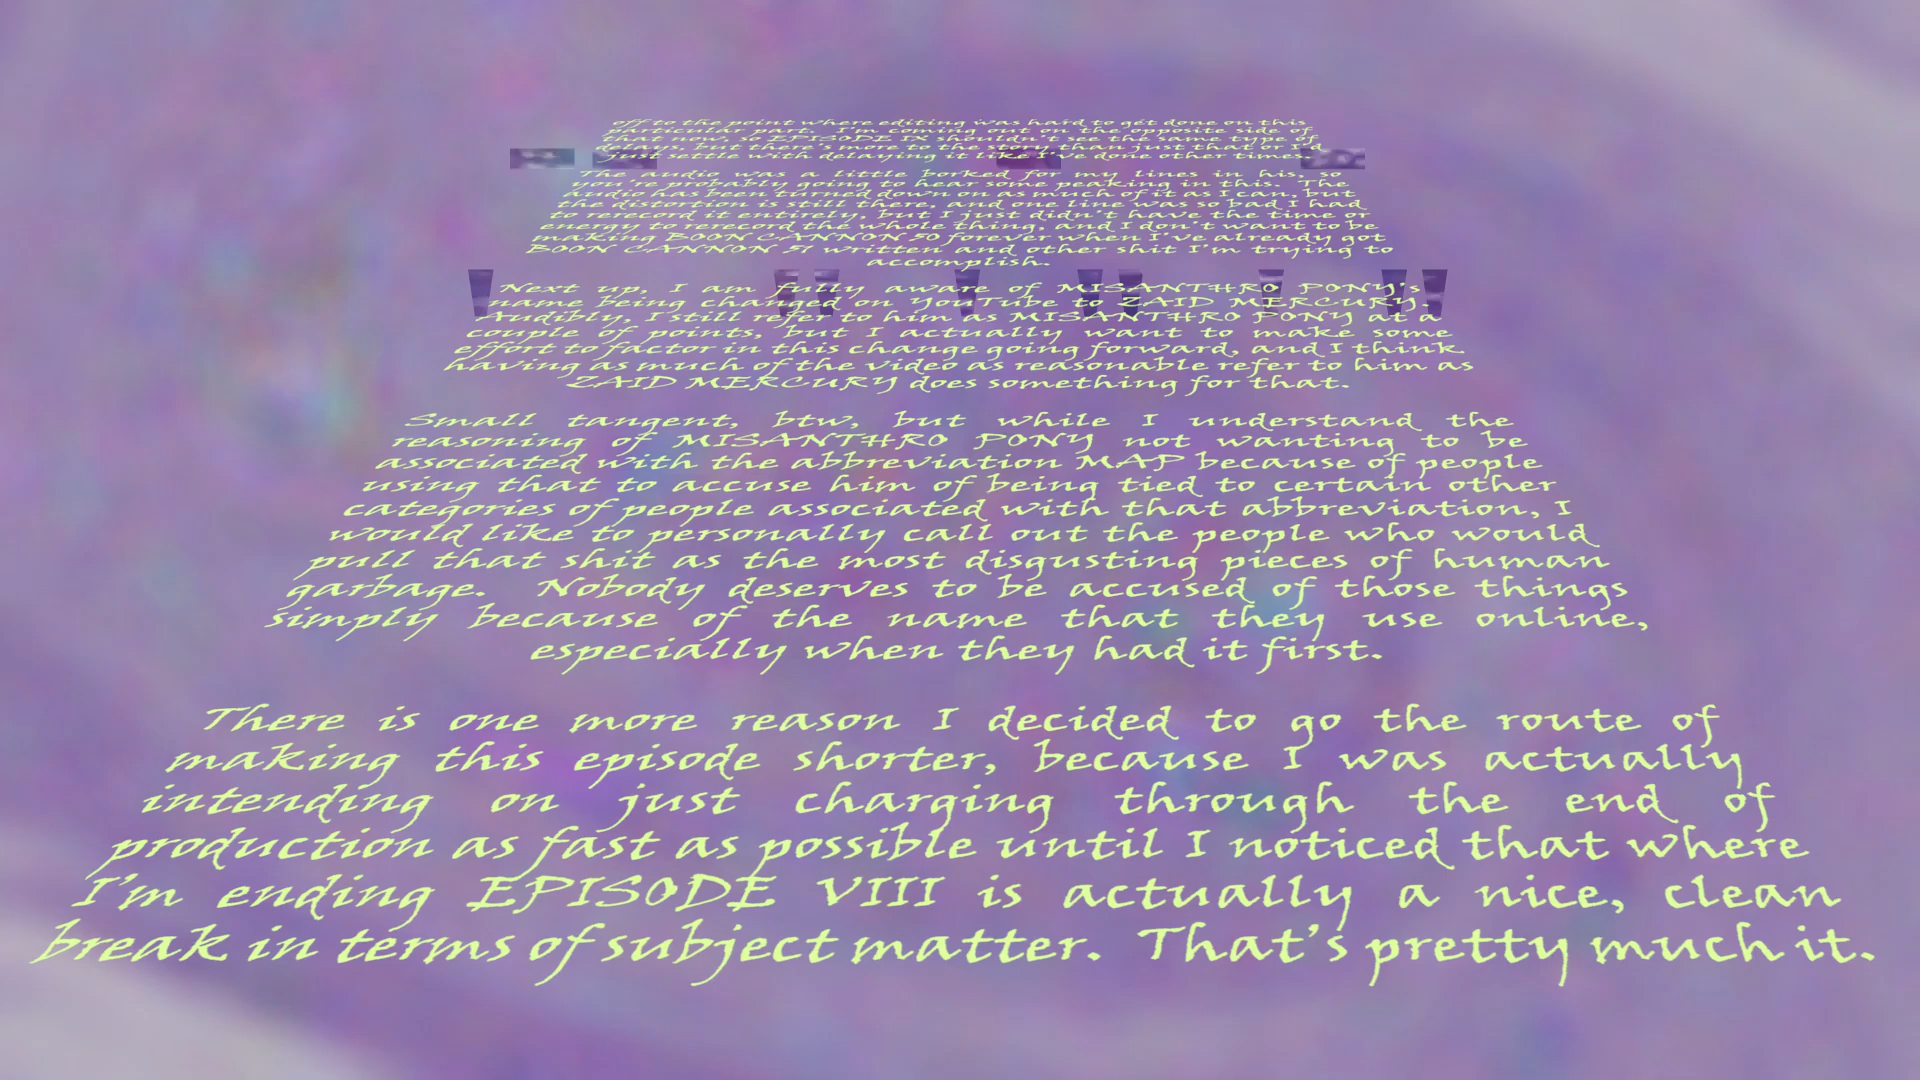 off to the point where editing was hard to get done on this
particular part.  I'm coming out on the opposite side of
that now, so EPISODE IX shouldn't see the same type of
delays, but there's more to the story than just that or I'd
just settle with delaying it like I've done other times.
The audio was a little borked for my lines in his, so
you're probably going to hear some peaking in this.  The
audio has been turned down on as much of it as I can, but
the distortion is still there, and one line was so bad I had
to rerecord it entirely, but I just didn't have the time or
energy to rerecord the whole thing, and I don't want to be
making BOON CANNON 50 forever when I've already got
BOON CANNON 51 written and other shit I'm trying to
accomplish.
Next up, I am fully aware of MISANTHRO PONY's
name being changed on YouTube to ZAID MERCURY.
Audibly, I still refer to him as MISANTHRO PONY at a
couple of points, but I actually want to make some
effort to factor in this change going forward, and I think
having as much of the video as reasonable refer to him as
ZAID MERCURY does something for that.
Small tangent, btw, but while I understand the
reasoning of MISANTHRO PONY not wanting to be
associated with the abbreviation MAP because of people
using that to accuse him of being tied to certain other
categories of people associated with that abbreviation, I
would like to personally call out the people who would
pull that shit as the most disgusting pieces of human
garbage.  Nobody deserves to be accused of those things
simply because of the name that they use online,
especially when they had it first.
There is one more reason I decided to go the route of
making this episode shorter, because I was actually
intending on just charging through the end of
production as fast as possible until I noticed that where
I'm ending EPISODE VIII is actually a nice, clean
break in terms of subject matter.  That's pretty much it.